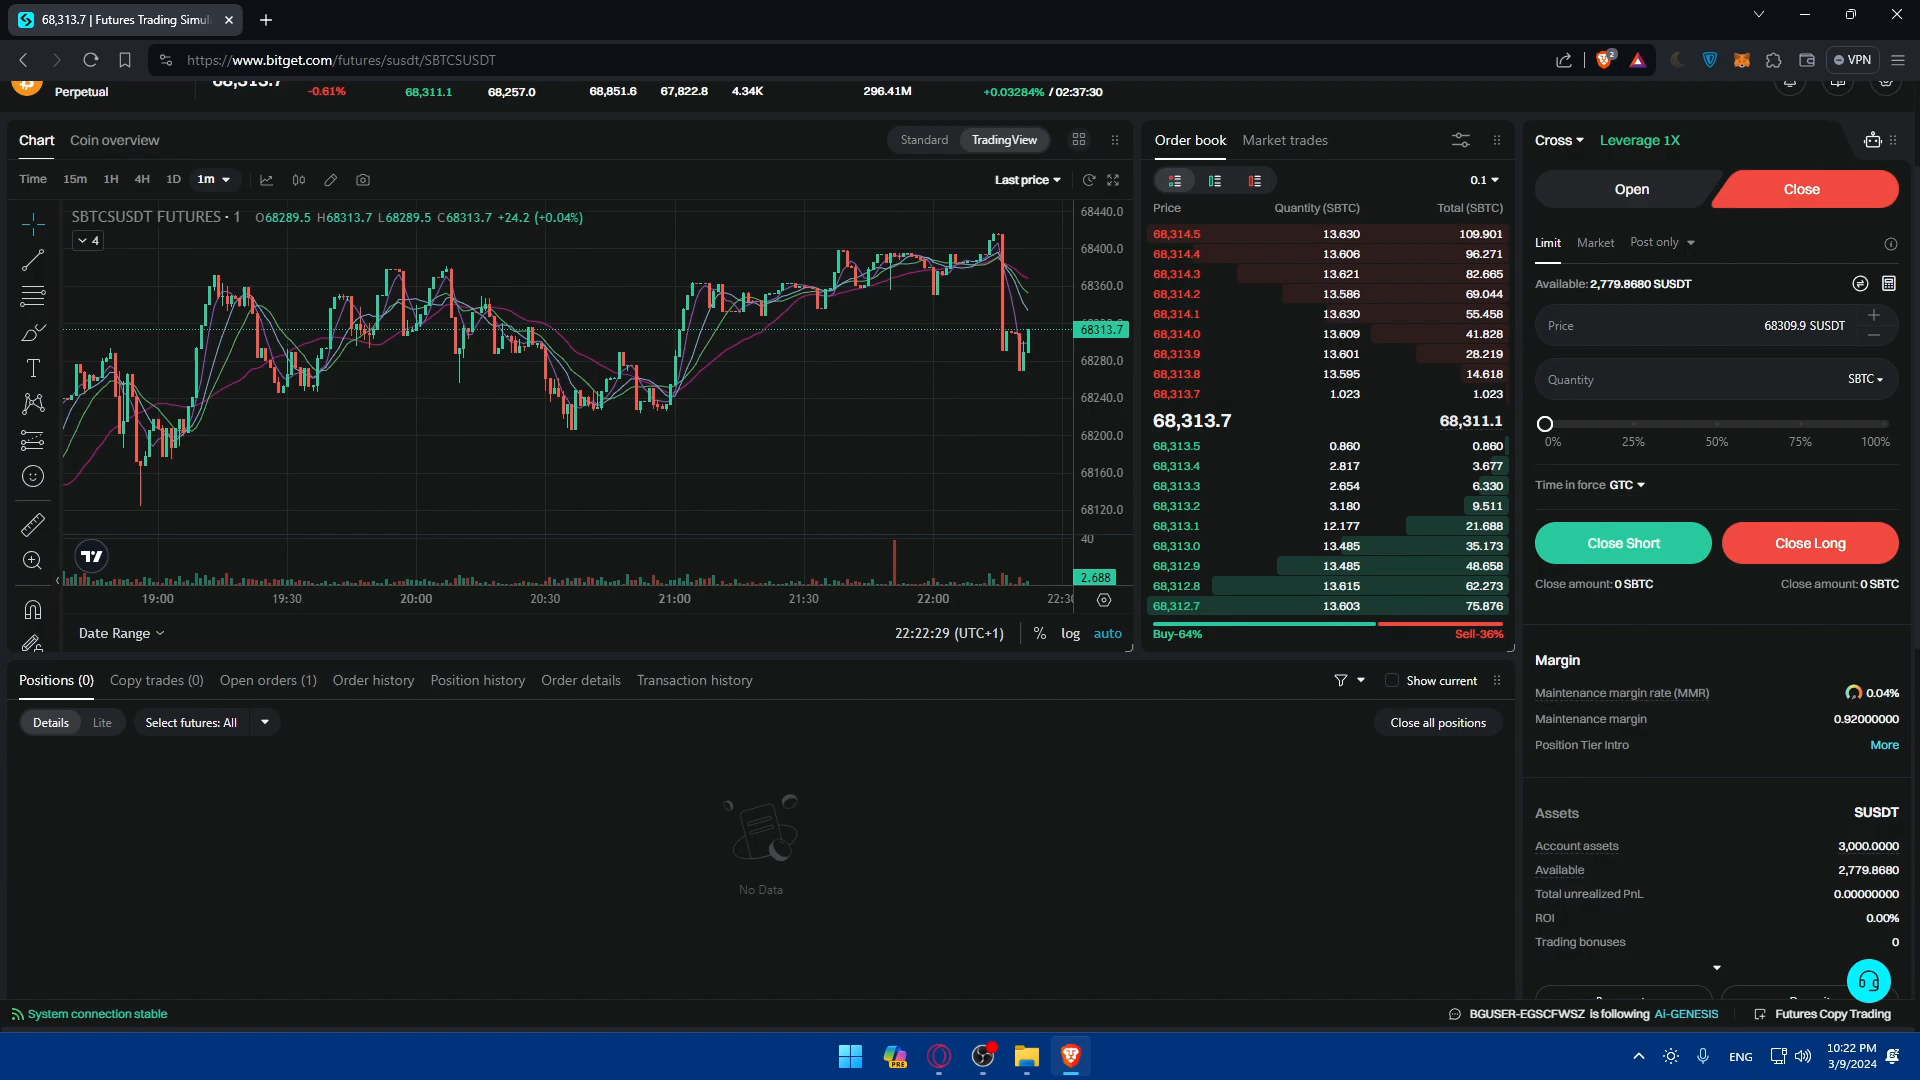 68,313.7 | Futures Trading Simul
https://www.bitget.com/futures/susdt/SBTCSUSDT
2
VPN
Perpetual
68,313.7
-0.61%
68,311.1
68,257.0
68,851.6
67,822.8
4.34K
296.41M
+0.03284% / 02:37:30
Chart
Coin overview
Standard
TradingView
Time
15m
1H
4H
1D
1m
Last price
SBTCSUSDT FUTURES · 1 O68289.5 H68313.7 L68289.5 C68313.7 +24.2 (+0.04%)
4
68440.0
68400.0
68360.0
68313.7
68280.0
68240.0
68200.0
68160.0
68120.0
40
2.688
19:00
19:30
20:00
20:30
21:00
21:30
22:00
22:30
Date Range
22:22:29 (UTC+1)
%
log
auto
Order book
Market trades
0.1
Price
Quantity (SBTC)
Total (SBTC)
68,314.5 13.630 109.901
68,314.4 13.606 96.271
68,314.3 13.621 82.665
68,314.2 13.586 69.044
68,314.1 13.630 55.458
68,314.0 13.609 41.828
68,313.9 13.601 28.219
68,313.8 13.595 14.618
68,313.7 1.023 1.023
68,313.7 68,311.1
68,313.5 0.860 0.860
68,313.4 2.817 3.677
68,313.3 2.654 6.330
68,313.2 3.180 9.511
68,313.1 12.177 21.688
68,313.0 13.485 35.173
68,312.9 13.485 48.658
68,312.8 13.615 62.273
68,312.7 13.603 75.876
Buy-64%
Sell-36%
Cross
Leverage 1X
Open
Close
Limit
Market
Post only
Available: 2,779.8680 SUSDT
Price 68309.9 SUSDT
Quantity SBTC
0% 25% 50% 75% 100%
Time in force GTC
Close Short
Close Long
Close amount: 0 SBTC
Close amount: 0 SBTC
Margin
Maintenance margin rate (MMR) 0.04%
Maintenance margin 0.92000000
Position Tier Intro More
Assets SUSDT
Account assets 3,000.0000
Available 2,779.8680
Total unrealized PnL 0.00000000
ROI 0.00%
Trading bonuses 0
Positions (0)
Copy trades (0)
Open orders (1)
Order history
Position history
Order details
Transaction history
Show current
Details
Lite
Select futures: All
Close all positions
No Data
System connection stable
BGUSER-EGSCFWSZ is following Ai-GENESIS
Futures Copy Trading
PRE
ENG
10:22 PM
3/9/2024